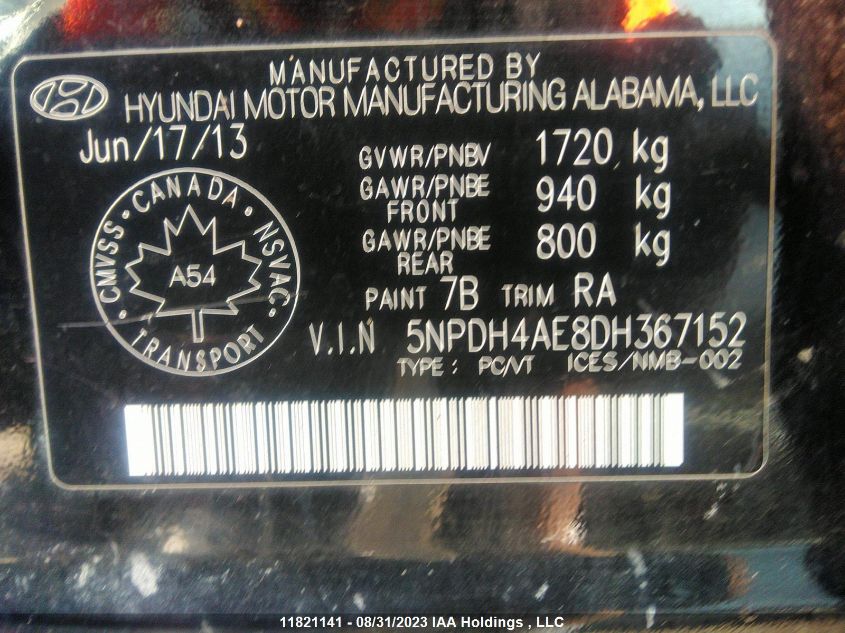 MANUFACTURED BY
HYUNDAI MOTOR MANUFACTURING ALABAMA, LLC
Jun/17/13
GVWR/PNBV 1720 kg
GAWR/PNBE FRONT 940 kg
GAWR/PNBE REAR 800 kg
CMVSS · CANADA · NSVAC · TRANSPORT ·
A54
PAINT 7B TRIM RA
V.I.N 5NPDH4AE8DH367152
TYPE : PC/VT ICES/NMB-002
11821141 - 08/31/2023 IAA Holdings , LLC